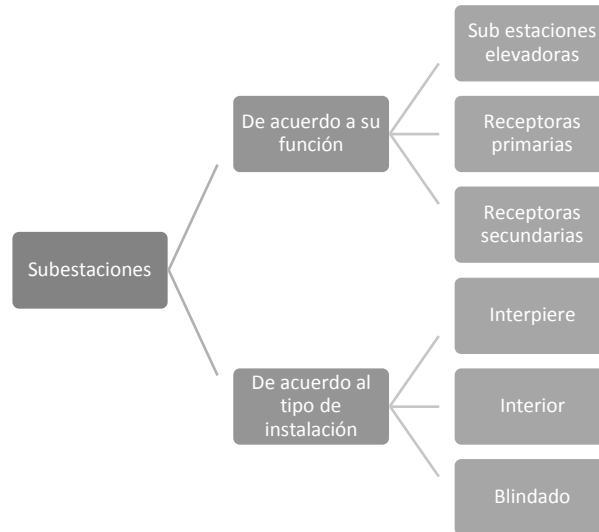 Subestaciones
De acuerdo a su
función
Sub estaciones
elevadoras
Receptoras
primarias
Receptoras
secundarias
De acuerdo al
tipo de
instalación
Interpiere
Interior
Blindado